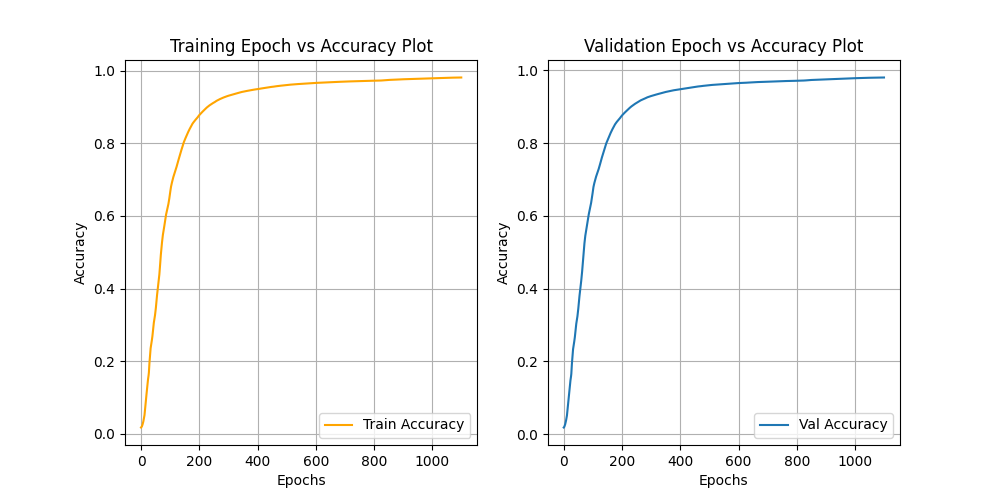 Training Epoch vs Accuracy Plot
1.0
0.8
0.6
0.4
0.2
0.0
Accuracy
Train Accuracy
0 200 400 600 800 1000
Epochs
Validation Epoch vs Accuracy Plot
1.0
0.8
0.6
0.4
0.2
0.0
Accuracy
Val Accuracy
0 200 400 600 800 1000
Epochs